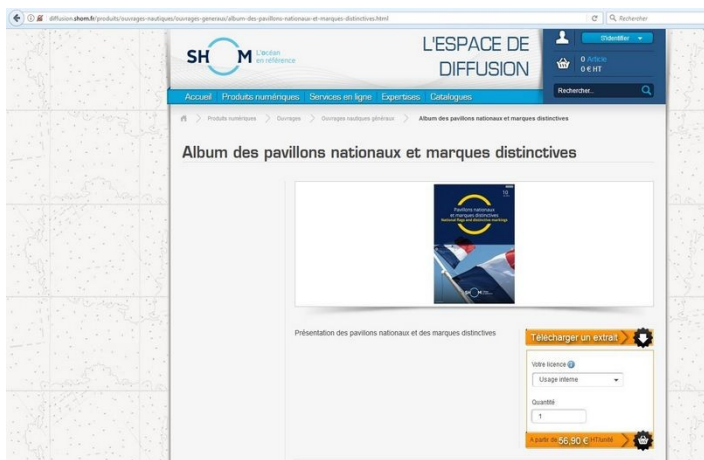 diffusion.shom.fr/produits/ouvrages-nautiques/ouvrages-generaux/album-des-pavillons-nationaux-et-marques-distinctives.html
Rechercher
SHOM
L'océan
en référence
L'ESPACE DE
DIFFUSION
S'identifier
0 Article
0 € HT
Rechercher...
Accueil Produits numériques Services en ligne Expertises Catalogues
Produits numériques Ouvrages Ouvrages nautiques généraux Album des pavillons nationaux et marques distinctives
Album des pavillons nationaux et marques distinctives
Pavillons nationaux
et marques distinctives
National flags and distinctive markings
SHOM
Présentation des pavillons nationaux et des marques distinctives
Télécharger un extrait
Votre licence
Usage interne
Quantité
1
A partir de 56,90 € HT/unité